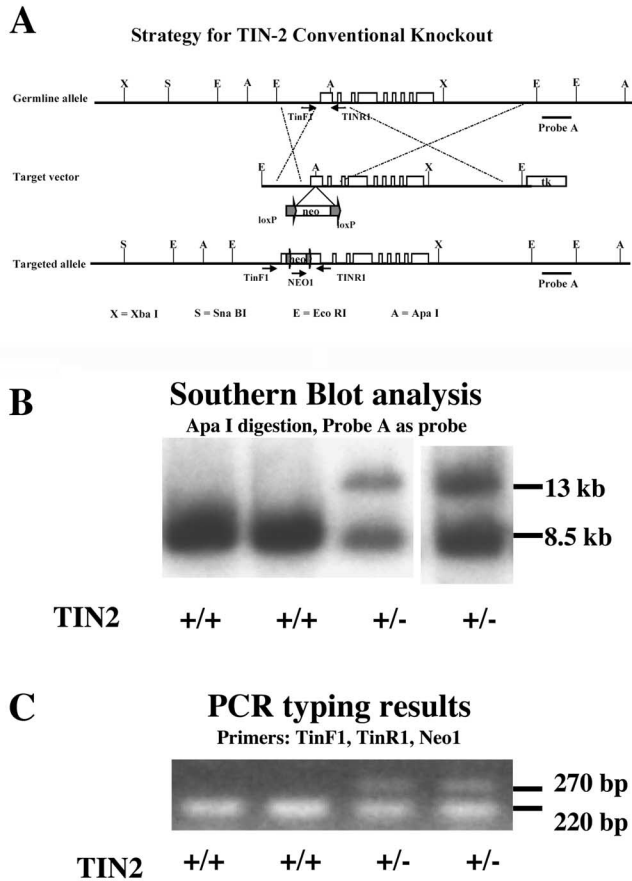 A
Strategy for TIN-2 Conventional Knockout
X S E A E A X E E A
Germline allele
TinF1 TINR1
Probe A
E A X E
Target vector
tk
loxP neo loxP
S E A E X E E A
Targeted allele
neo
TinF1 NEO1 TINR1
Probe A
X = Xba I S = Sna BI E = Eco RI A = Apa I
B
Southern Blot analysis
Apa I digestion, Probe A as probe
13 kb
8.5 kb
TIN2 +/+ +/+ +/- +/-
C
PCR typing results
Primers: TinF1, TinR1, Neo1
270 bp
220 bp
TIN2 +/+ +/+ +/- +/-